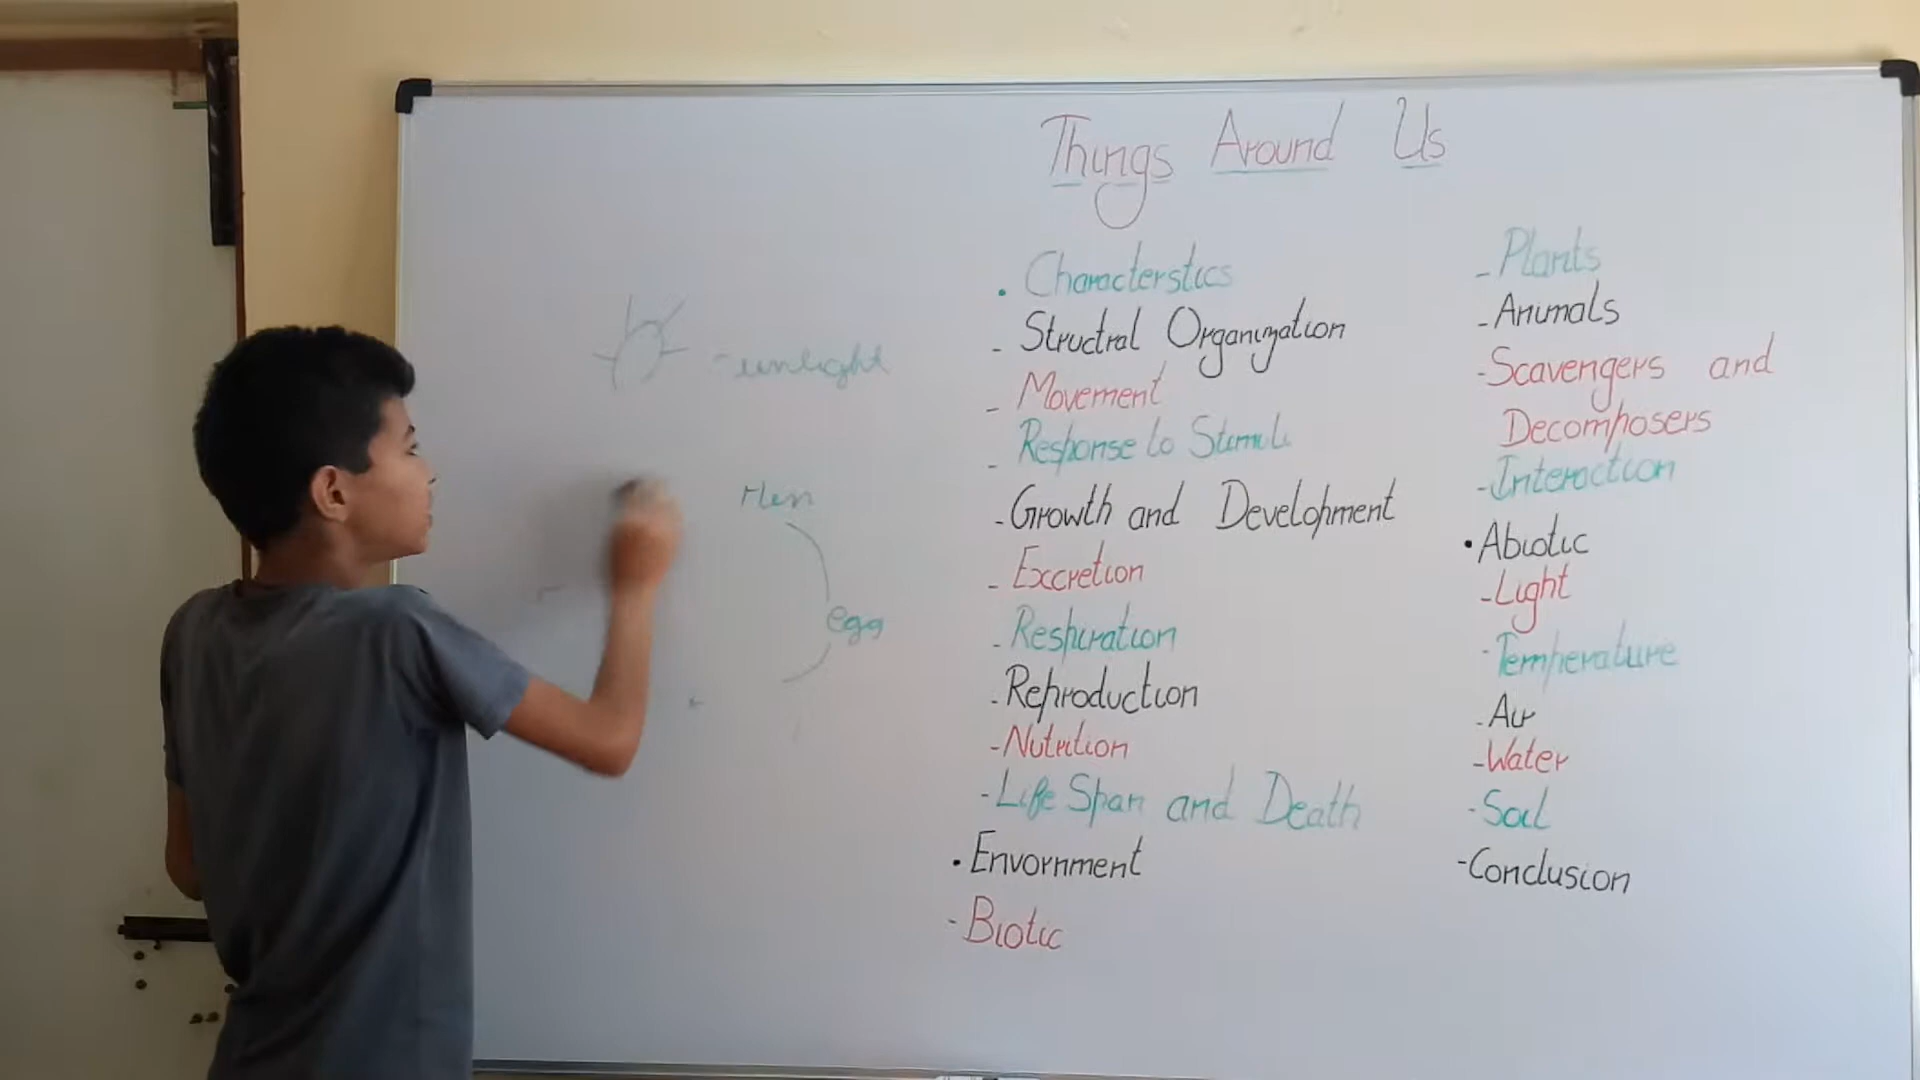 Things Around Us
. Characterstics
- Structral Organization
- Movement
- Response to Stimuli
- Growth and Development
- Excretion
- Respiration
- Reproduction
- Nutrition
- Life Span and Death
. Envornment
- Biotic
- Plants
- Animals
- Scavengers and
Decomposers
- Interaction
• Abiotic
- Light
- Temperature
- Air
- Water
- Soil
- Conclusion
sunlight
Hen
egg